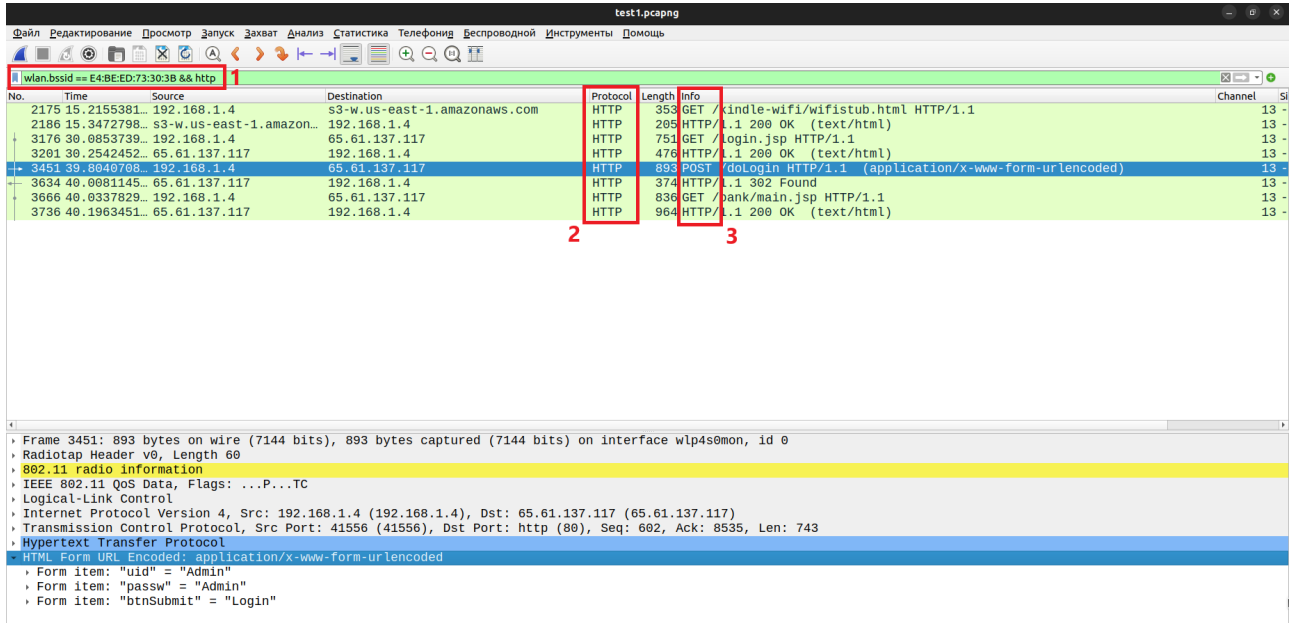 test1.pcapng
Файл Редактирование Просмотр Запуск Захват Анализ Статистика Телефония Беспроводной Инструменты Помощь
wlan.bssid == E4:BE:ED:73:30:3B && http 1
No. Time Source Destination Protocol Length Info Channel Si
2175 15.2155381… 192.168.1.4 s3-w.us-east-1.amazonaws.com HTTP 353 GET /kindle-wifi/wifistub.html HTTP/1.1 13 -
2186 15.3472798… s3-w.us-east-1.amazon… 192.168.1.4 HTTP 205 HTTP/1.1 200 OK (text/html) 13 -
3176 30.0853739… 192.168.1.4 65.61.137.117 HTTP 751 GET /login.jsp HTTP/1.1 13 -
3201 30.2542452… 65.61.137.117 192.168.1.4 HTTP 476 HTTP/1.1 200 OK (text/html) 13 -
3451 39.8040708… 192.168.1.4 65.61.137.117 HTTP 893 POST /doLogin HTTP/1.1 (application/x-www-form-urlencoded) 13 -
3634 40.0081145… 65.61.137.117 192.168.1.4 HTTP 374 HTTP/1.1 302 Found 13 -
3666 40.0337829… 192.168.1.4 65.61.137.117 HTTP 836 GET /bank/main.jsp HTTP/1.1 13 -
3736 40.1963451… 65.61.137.117 192.168.1.4 HTTP 964 HTTP/1.1 200 OK (text/html) 13 -
2 3
Frame 3451: 893 bytes on wire (7144 bits), 893 bytes captured (7144 bits) on interface wlp4s0mon, id 0
Radiotap Header v0, Length 60
802.11 radio information
IEEE 802.11 QoS Data, Flags: ...P...TC
Logical-Link Control
Internet Protocol Version 4, Src: 192.168.1.4 (192.168.1.4), Dst: 65.61.137.117 (65.61.137.117)
Transmission Control Protocol, Src Port: 41556 (41556), Dst Port: http (80), Seq: 602, Ack: 8535, Len: 743
Hypertext Transfer Protocol
HTML Form URL Encoded: application/x-www-form-urlencoded
Form item: "uid" = "Admin"
Form item: "passw" = "Admin"
Form item: "btnSubmit" = "Login"